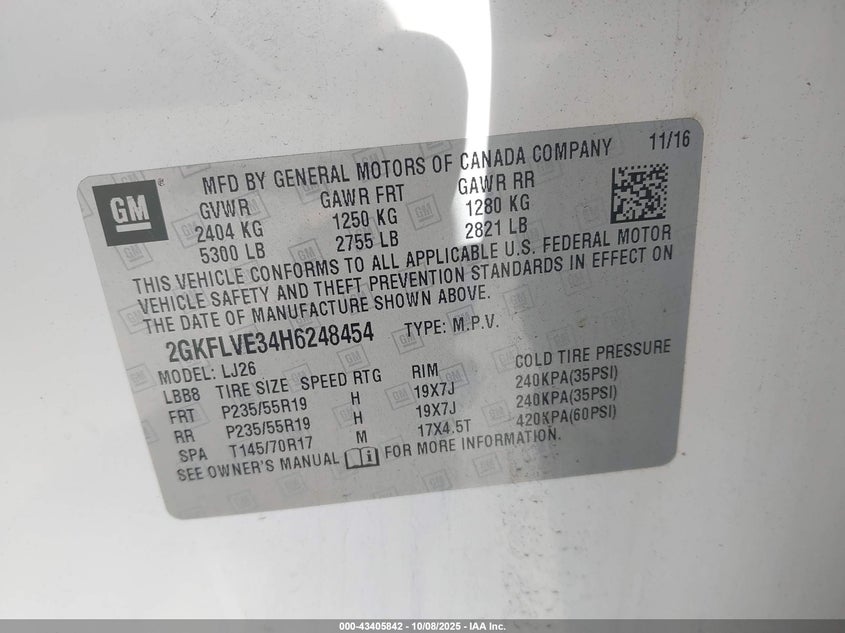 GM
MFD BY GENERAL MOTORS OF CANADA COMPANY 11/16
GVWR GAWR FRT GAWR RR
2404 KG 1250 KG 1280 KG
5300 LB 2755 LB 2821 LB
THIS VEHICLE CONFORMS TO ALL APPLICABLE U.S. FEDERAL MOTOR
VEHICLE SAFETY AND THEFT PREVENTION STANDARDS IN EFFECT ON
THE DATE OF MANUFACTURE SHOWN ABOVE.
2GKFLVE34H6248454 TYPE: M.P.V.
MODEL: LJ26
LBB8 TIRE SIZE SPEED RTG RIM COLD TIRE PRESSURE
FRT P235/55R19 H 19X7J 240KPA(35PSI)
RR P235/55R19 H 19X7J 240KPA(35PSI)
SPA T145/70R17 M 17X4.5T 420KPA(60PSI)
SEE OWNER'S MANUAL i FOR MORE INFORMATION.
000-43405842 - 10/08/2025 - IAA Inc.